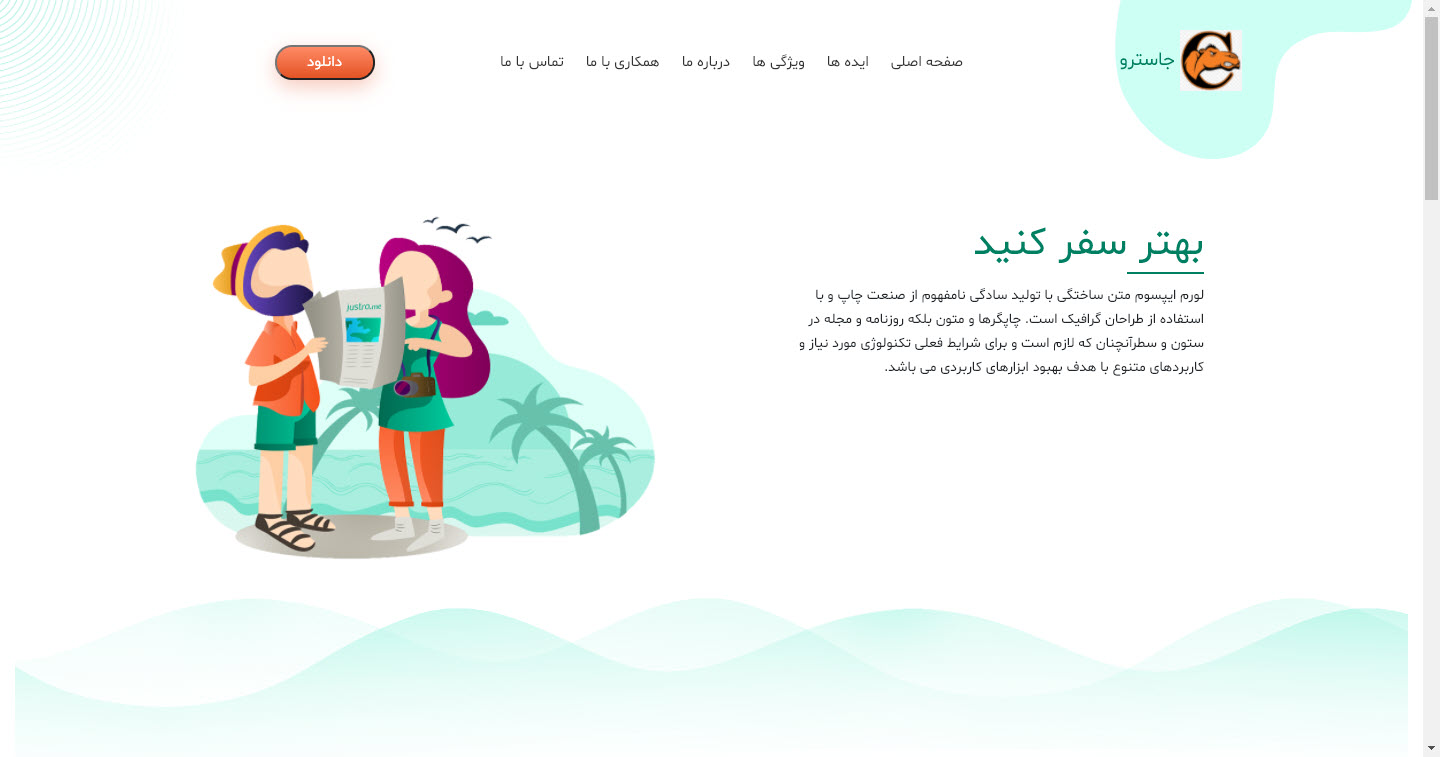 جاسترو
صفحه اصلی
ایده ها
ویژگی ها
درباره ما
همکاری با ما
تماس با ما
دانلود
بهتر سفر کنید
لورم ایپسوم متن ساختگی با تولید سادگی نامفهوم از صنعت چاپ و با
استفاده از طراحان گرافیک است. چاپگرها و متون بلکه روزنامه و مجله در
ستون و سطرآنچنان که لازم است و برای شرایط فعلی تکنولوژی مورد نیاز و
کاربردهای متنوع با هدف بهبود ابزارهای کاربردی می باشد.
justro.me